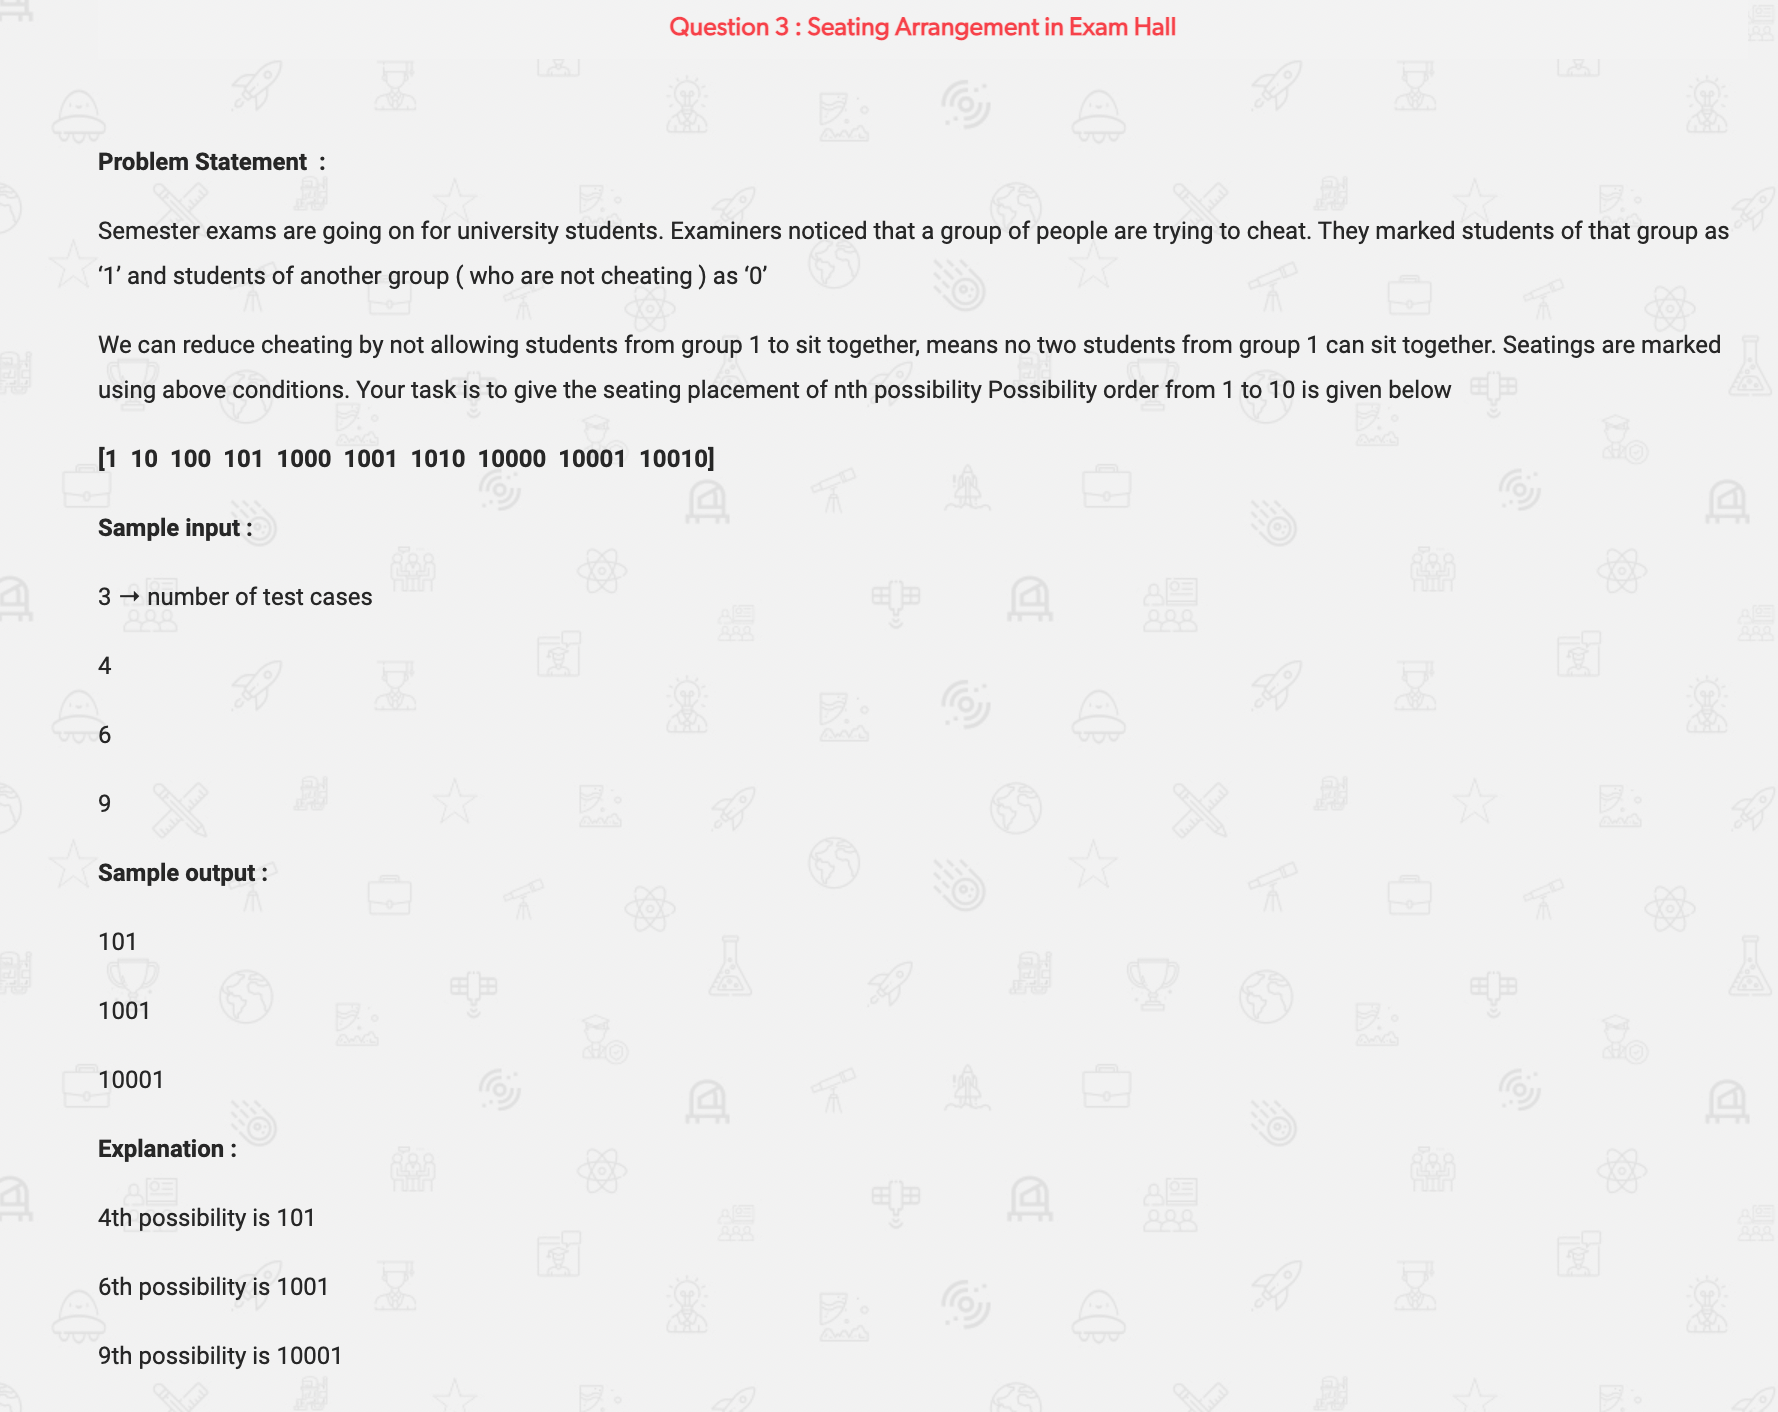 Question 3 : Seating Arrangement in Exam Hall
Problem Statement :
Semester exams are going on for university students. Examiners noticed that a group of people are trying to cheat. They marked students of that group as
‘1’ and students of another group ( who are not cheating ) as ‘0’
We can reduce cheating by not allowing students from group 1 to sit together, means no two students from group 1 can sit together. Seatings are marked
using above conditions. Your task is to give the seating placement of nth possibility Possibility order from 1 to 10 is given below
[1 10 100 101 1000 1001 1010 10000 10001 10010]
Sample input :
3 → number of test cases
4
6
9
Sample output :
101
1001
10001
Explanation :
4th possibility is 101
6th possibility is 1001
9th possibility is 10001